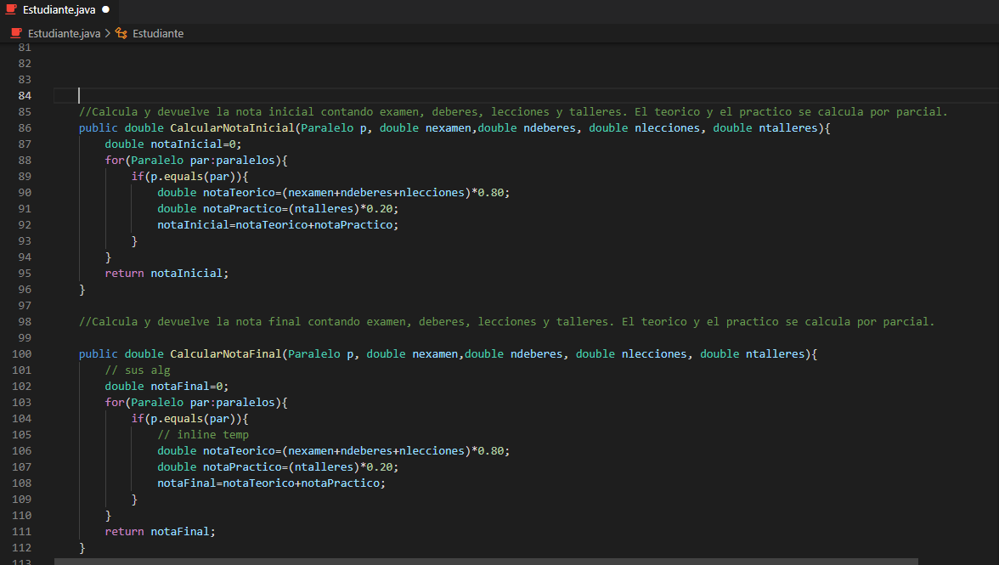 Estudiante.java
Estudiante.java > Estudiante
81
82
83
84
85 //Calcula y devuelve la nota inicial contando examen, deberes, lecciones y talleres. El teorico y el practico se calcula por parcial.
86 public double CalcularNotaInicial(Paralelo p, double nexamen,double ndeberes, double nlecciones, double ntalleres){
87 double notaInicial=0;
88 for(Paralelo par:paralelos){
89 if(p.equals(par)){
90 double notaTeorico=(nexamen+ndeberes+nlecciones)*0.80;
91 double notaPractico=(ntalleres)*0.20;
92 notaInicial=notaTeorico+notaPractico;
93 }
94 }
95 return notaInicial;
96 }
97
98 //Calcula y devuelve la nota final contando examen, deberes, lecciones y talleres. El teorico y el practico se calcula por parcial.
99
100 public double CalcularNotaFinal(Paralelo p, double nexamen,double ndeberes, double nlecciones, double ntalleres){
101 // sus alg
102 double notaFinal=0;
103 for(Paralelo par:paralelos){
104 if(p.equals(par)){
105 // inline temp
106 double notaTeorico=(nexamen+ndeberes+nlecciones)*0.80;
107 double notaPractico=(ntalleres)*0.20;
108 notaFinal=notaTeorico+notaPractico;
109 }
110 }
111 return notaFinal;
112 }
113